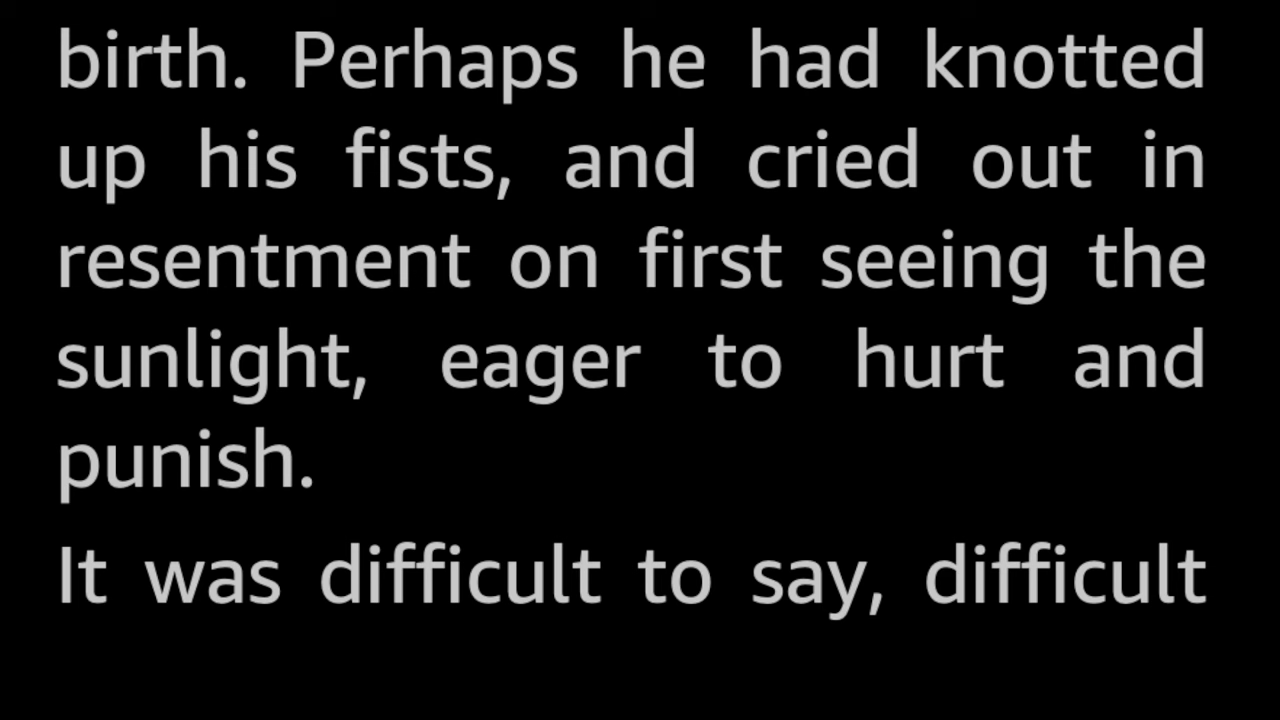 birth. Perhaps he had knotted
up his fists, and cried out in
resentment on first seeing the
sunlight, eager to hurt and
punish.
It was difficult to say, difficult